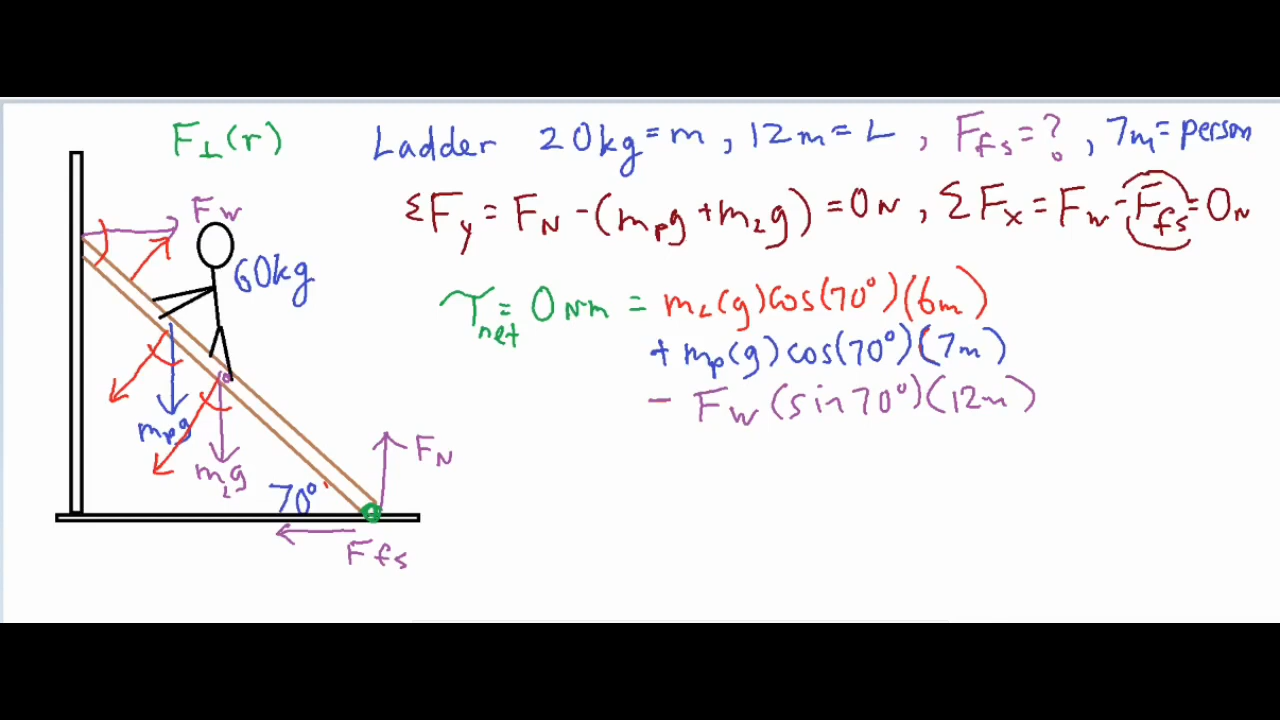 F⊥(r)
Ladder 20kg=m, 12m=L, Ffs=?, 7m=person
ΣFy = FN -(mpg+mLg) = 0N, ΣFx = Fw-Ffs=0N
Fw
60kg
τnet = 0Nm = mL(g)cos(70°)(6m)
+ mp(g)cos(70°)(7m)
- Fw(sin70°)(12m)
mpg
mLg
FN
70°
Ffs